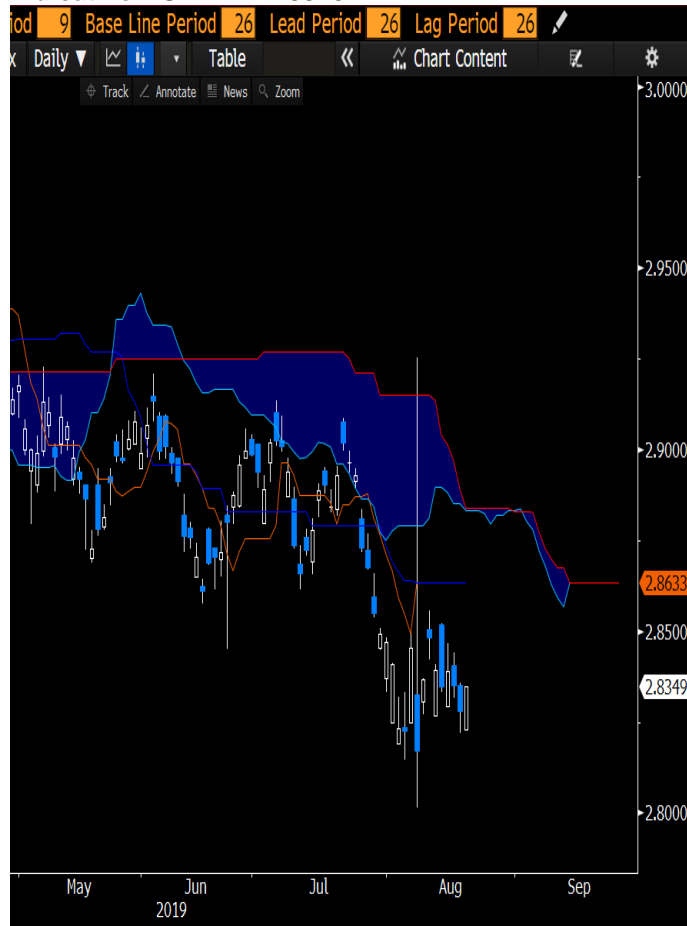 iod 9 Base Line Period 26 Lead Period 26 Lag Period 26
x Daily ▼ Table « Chart Content
Track Annotate News Zoom
3.0000
2.9500
2.9000
2.8633
2.8500
2.8349
2.8000
May Jun Jul Aug Sep
2019